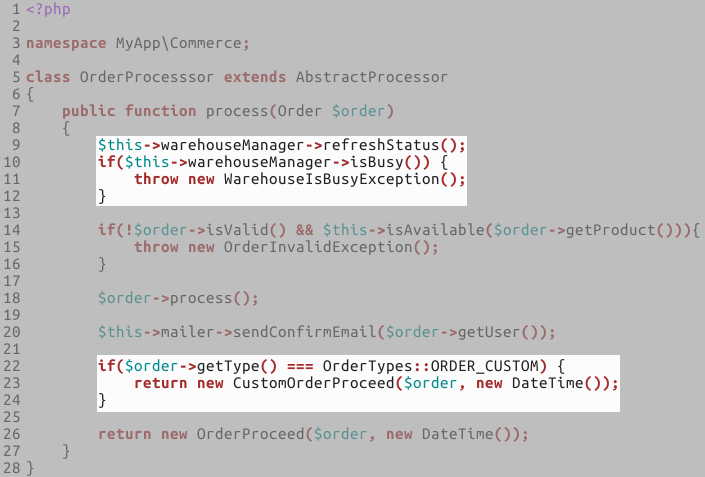 1 <?php
2
3 namespace MyApp\Commerce;
4
5 class OrderProcesssor extends AbstractProcessor
6 {
7     public function process(Order $order)
8     {
9         $this->warehouseManager->refreshStatus();
10         if($this->warehouseManager->isBusy()) {
11             throw new WarehouseIsBusyException();
12         }
13
14         if(!$order->isValid() && $this->isAvailable($order->getProduct())){
15             throw new OrderInvalidException();
16         }
17
18         $order->process();
19
20         $this->mailer->sendConfirmEmail($order->getUser());
21
22         if($order->getType() === OrderTypes::ORDER_CUSTOM) {
23             return new CustomOrderProceed($order, new DateTime());
24         }
25
26         return new OrderProceed($order, new DateTime());
27     }
28 }